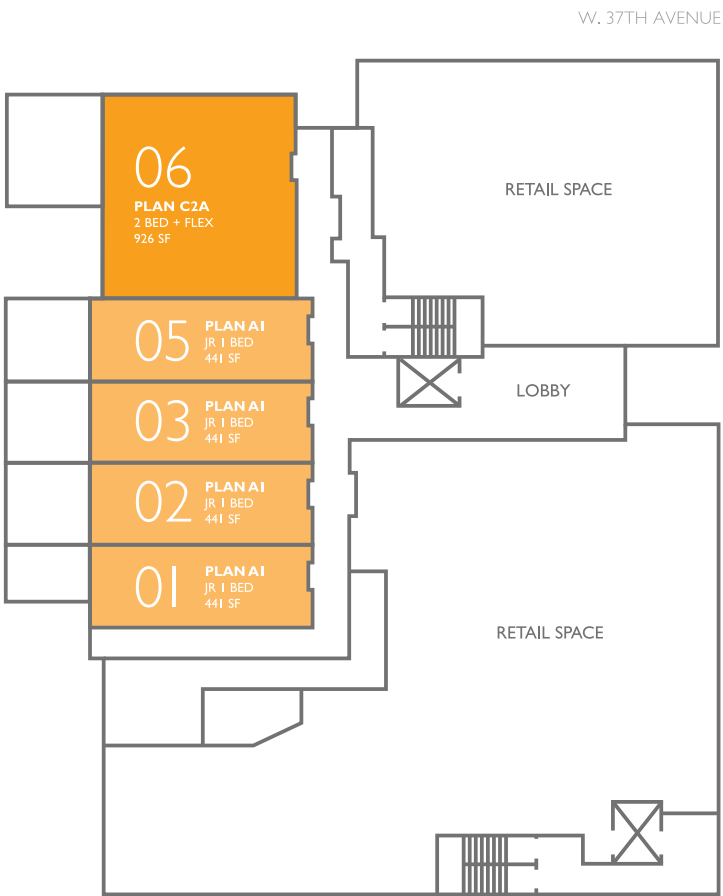 W. 37TH AVENUE
06
PLAN C2A
2 BED + FLEX
926 SF
RETAIL SPACE
05
PLAN A1
JR 1 BED
441 SF
LOBBY
03
PLAN A1
JR 1 BED
441 SF
02
PLAN A1
JR 1 BED
441 SF
01
PLAN A1
JR 1 BED
441 SF
RETAIL SPACE